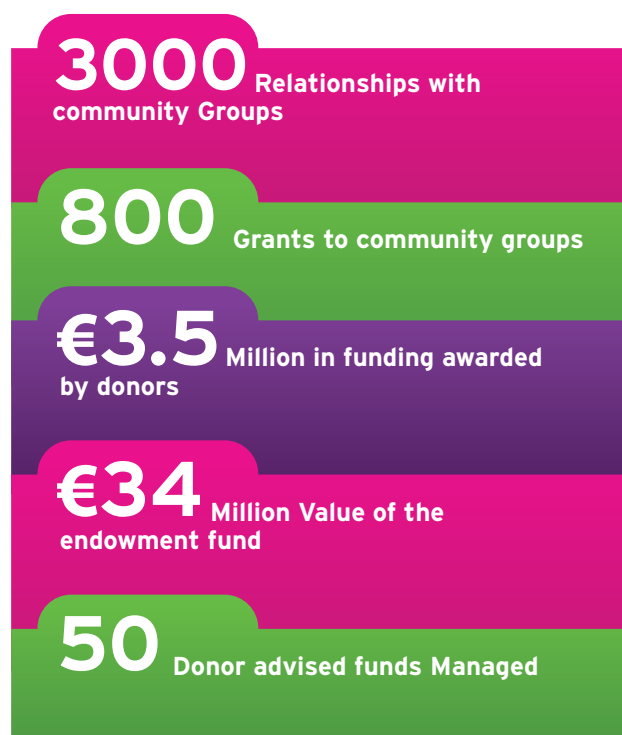 3000 Relationships with
community Groups
800 Grants to community groups
€3.5 Million in funding awarded
by donors
€34 Million Value of the
endowment fund
50 Donor advised funds Managed